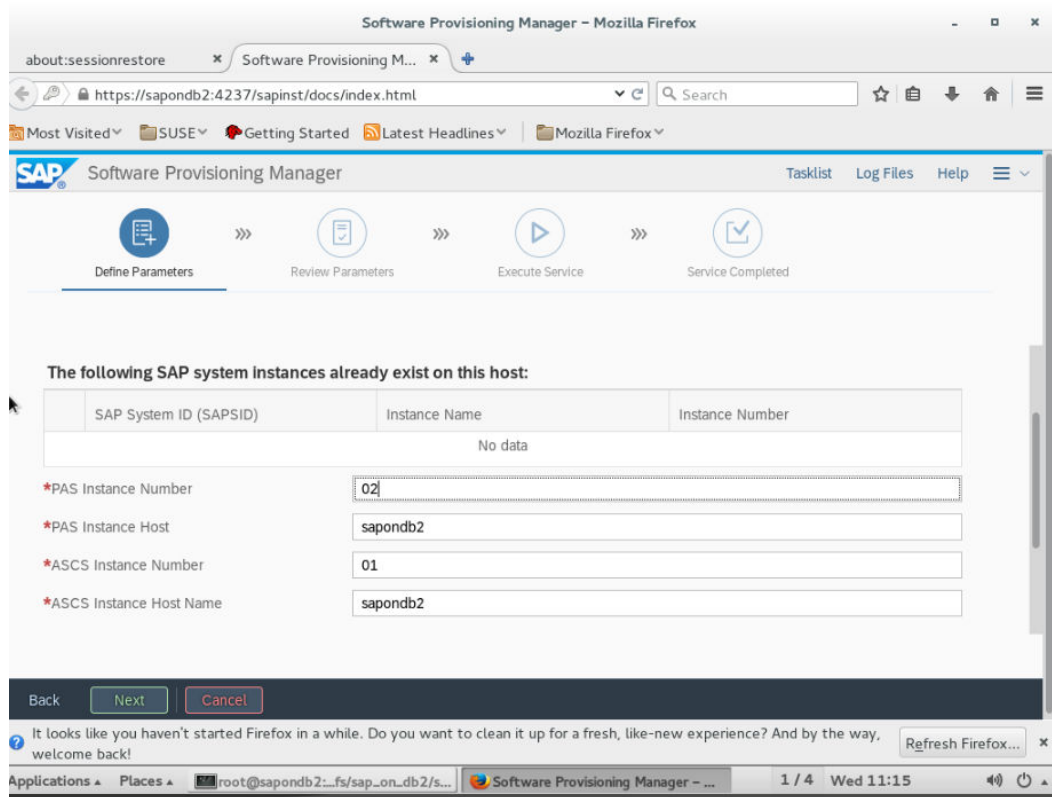 Software Provisioning Manager – Mozilla Firefox
about:sessionrestore
Software Provisioning M...
https://sapondb2:4237/sapinst/docs/index.html
Search
Most Visited
SUSE
Getting Started
Latest Headlines
Mozilla Firefox
SAP
Software Provisioning Manager
Tasklist
Log Files
Help
Define Parameters
Review Parameters
Execute Service
Service Completed
The following SAP system instances already exist on this host:
SAP System ID (SAPSID)
Instance Name
Instance Number
No data
*PAS Instance Number
02
*PAS Instance Host
sapondb2
*ASCS Instance Number
01
*ASCS Instance Host Name
sapondb2
Back
Next
Cancel
It looks like you haven't started Firefox in a while. Do you want to clean it up for a fresh, like-new experience? And by the way,
welcome back!
Refresh Firefox...
Applications
Places
root@sapondb2:...fs/sap_on_db2/s...
Software Provisioning Manager – ...
1 / 4
Wed 11:15